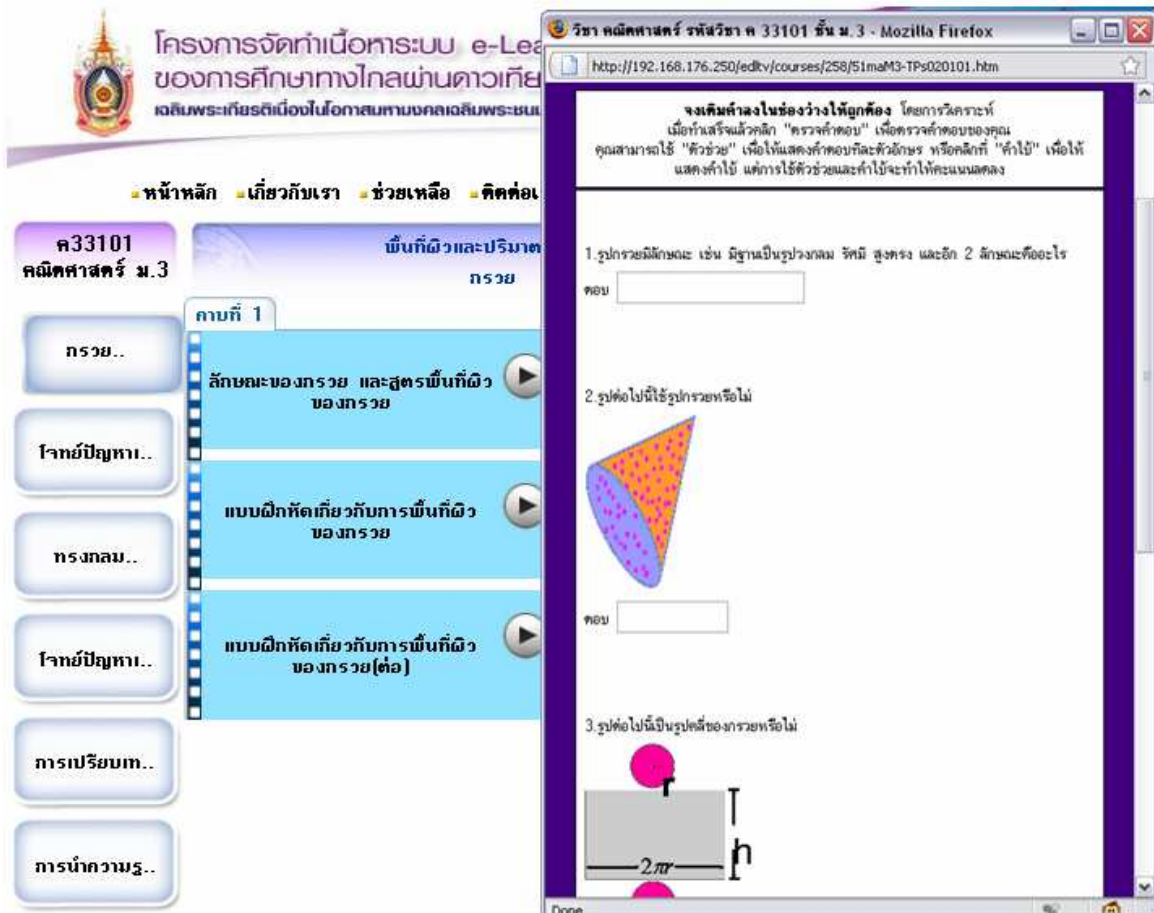 โครงการจัดทำเนื้อหาระบบ e-Lea
ของการศึกษาทางไกลผ่านดาวเทีย
เฉลิมพระเกียรติเนื่องในโอกาสมหามงคลเฉลิมพระชนม
หน้าหลัก เกี่ยวกับเรา ช่วยเหลือ ติดต่อเ
ค33101
คณิตศาสตร์ ม.3
พื้นที่ผิวและปริมาต
กรวย
กรวย..
โจทย์ปัญหาเ..
ทรงกลม..
โจทย์ปัญหาเ..
การเปรียบเท..
การนำความรู..
คาบที่ 1
ลักษณะของกรวย และสูตรพื้นที่ผิว
ของกรวย
แบบฝึกหัดเกี่ยวกับการพื้นที่ผิว
ของกรวย
แบบฝึกหัดเกี่ยวกับการพื้นที่ผิว
ของกรวย(ต่อ)
วิชา คณิตศาสตร์ รหัสวิชา ค 33101 ชั้น ม. 3 - Mozilla Firefox
http://192.168.176.250/edltv/courses/258/51maM3-TPs020101.htm
จงเติมคำลงในช่องว่างให้ถูกต้อง โดยการวิเคราะห์
เมื่อทำเสร็จแล้วคลิก "ตรวจคำตอบ" เพื่อตรวจคำตอบของคุณ
คุณสามารถใช้ "ตัวช่วย" เพื่อให้แสดงคำตอบทีละตัวอักษร หรือคลิกที่ "คำใบ้" เพื่อให้
แสดงคำใบ้ แต่การใช้ตัวช่วยและคำใบ้จะทำให้คะแนนลดลง
1.รูปกรวยมีลักษณะ เช่น มีฐานเป็นรูปวงกลม รัศมี สูงตรง และอีก 2 ลักษณะคืออะไร
ตอบ
2.รูปต่อไปนี้ใช้รูปกรวยหรือไม่
ตอบ
3.รูปต่อไปนี้เป็นรูปคลี่ของกรวยหรือไม่
r
h
2πr
Done